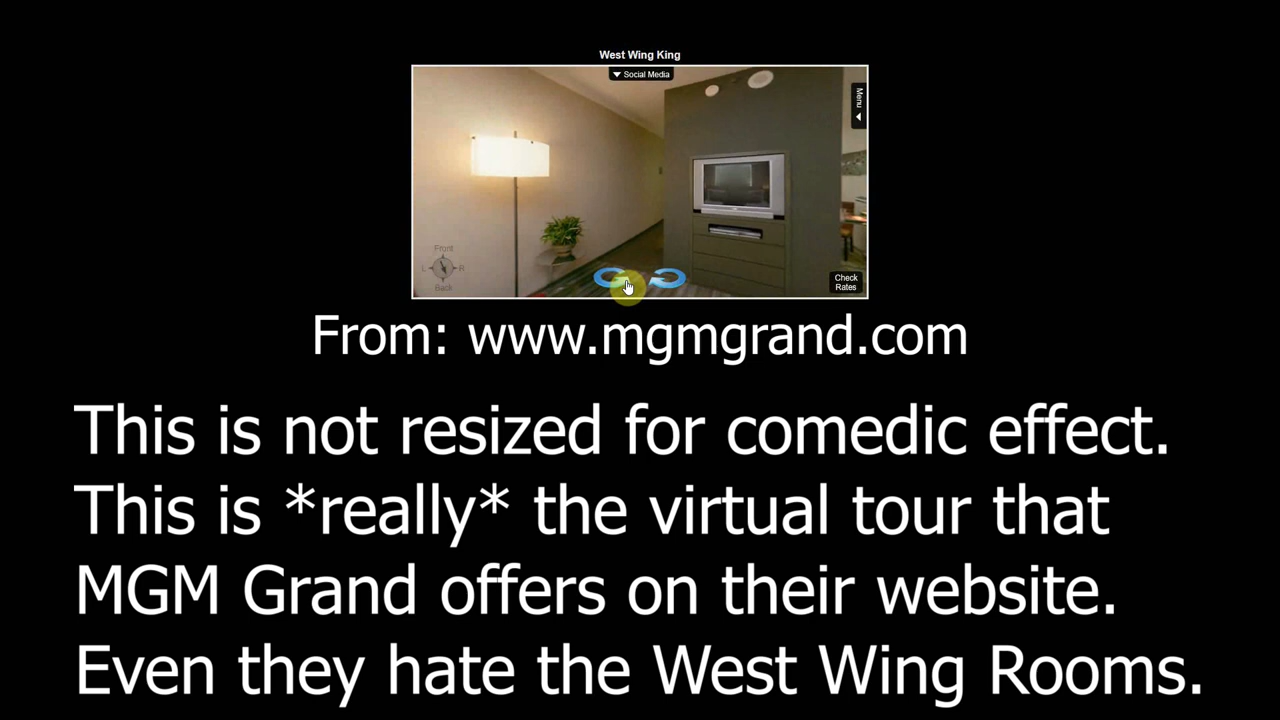 West Wing King
Social Media
Menu
Front
L R
Back
Check
Rates
From: www.mgmgrand.com
This is not resized for comedic effect.
This is *really* the virtual tour that
MGM Grand offers on their website.
Even they hate the West Wing Rooms.